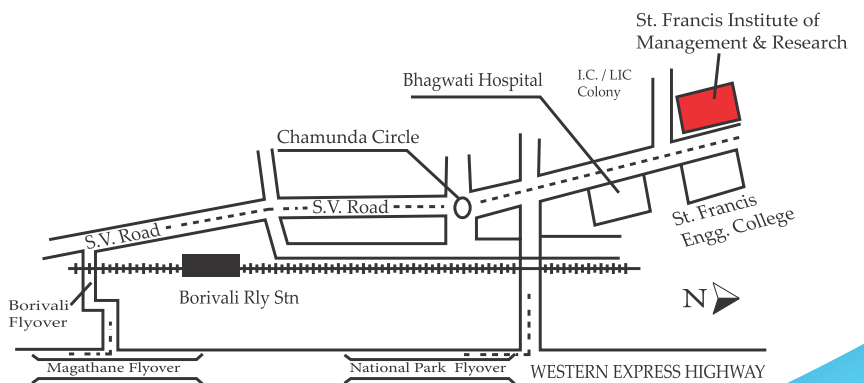 St. Francis Institute of
Management & Research
I.C. / LIC
Colony
Bhagwati Hospital
Chamunda Circle
S.V. Road
S.V. Road
St. Francis
Engg. College
Borivali Rly Stn
N
Borivali
Flyover
Magathane Flyover
National Park Flyover
WESTERN EXPRESS HIGHWAY